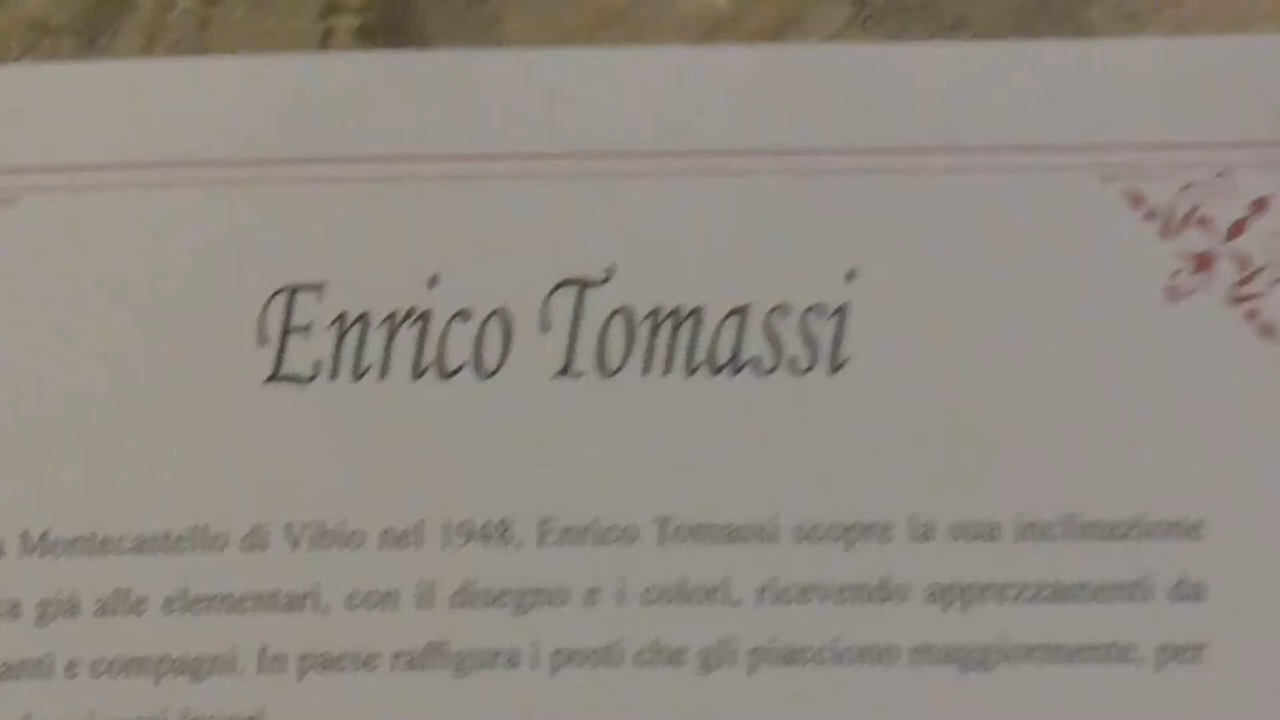 Enrico Tomassi
Montecastello di Vibio nel 1948, Enrico Tomassi scopre la sua inclinazione
già alle elementari, con il disegno e i colori, ricevendo apprezzamenti da
e compagni. In paese raffigura i posti che gli piacciono maggiormente, per